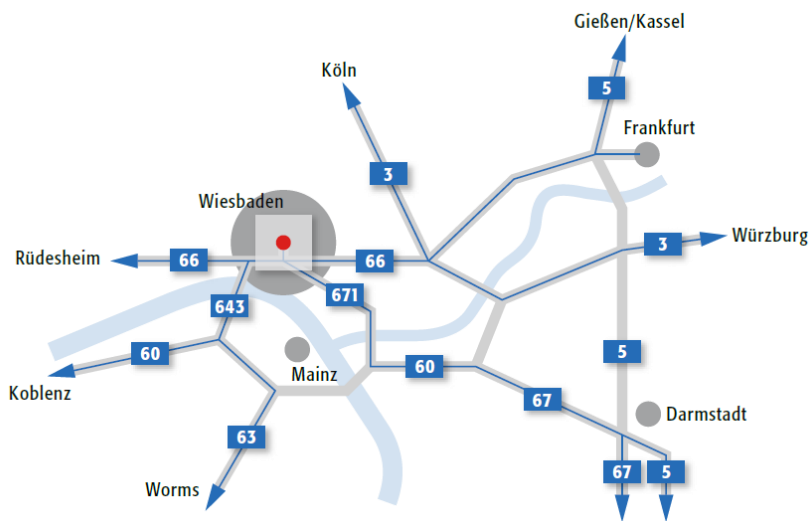 Gießen/Kassel
Köln
5
Frankfurt
3
Wiesbaden
3
Würzburg
Rüdesheim
66
66
671
643
60
Mainz
60
5
Koblenz
67
Darmstadt
63
67
5
Worms